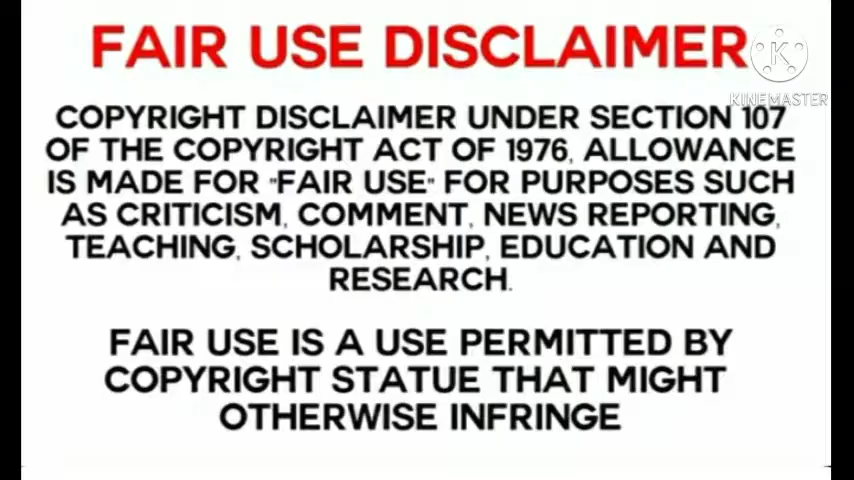 FAIR USE DISCLAIMER
K
KINEMASTER
COPYRIGHT DISCLAIMER UNDER SECTION 107
OF THE COPYRIGHT ACT OF 1976, ALLOWANCE
IS MADE FOR "FAIR USE" FOR PURPOSES SUCH
AS CRITICISM, COMMENT, NEWS REPORTING,
TEACHING, SCHOLARSHIP, EDUCATION AND
RESEARCH.
FAIR USE IS A USE PERMITTED BY
COPYRIGHT STATUE THAT MIGHT
OTHERWISE INFRINGE